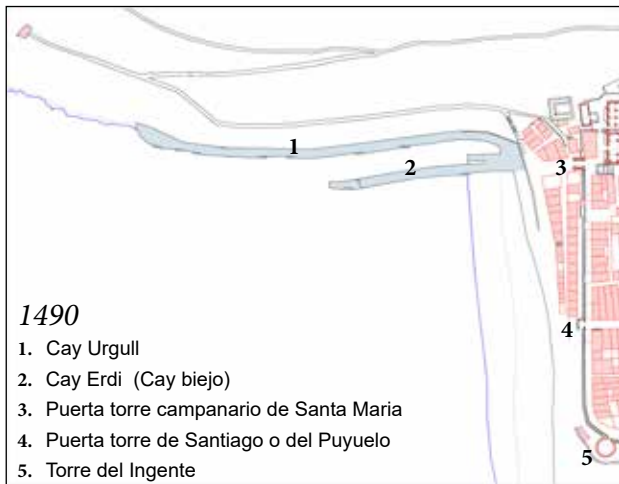 1
2
3
4
5
1490
1. Cay Urgull
2. Cay Erdi (Cay biejo)
3. Puerta torre campanario de Santa Maria
4. Puerta torre de Santiago o del Puyuelo
5. Torre del Ingente